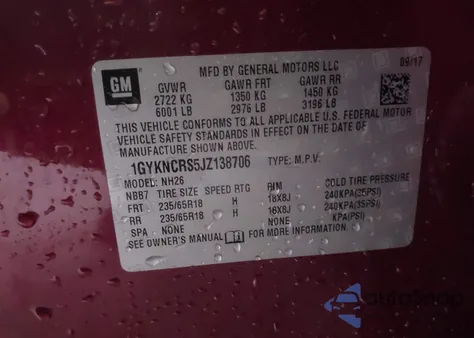 GM
MFD BY GENERAL MOTORS LLC 09/17
GVWR GAWR FRT GAWR RR
2722 KG 1350 KG 1450 KG
6001 LB 2976 LB 3196 LB
THIS VEHICLE CONFORMS TO ALL APPLICABLE U.S. FEDERAL MOTOR
VEHICLE SAFETY STANDARDS IN EFFECT ON THE DATE OF
MANUFACTURE SHOWN ABOVE.
1GYKNCRS5JZ138706 TYPE: M.P.V.
MODEL: NH26
NBB7 TIRE SIZE SPEED RTG RIM COLD TIRE PRESSURE
FRT 235/65R18 H 18X8J 240KPA(35PSI)
RR 235/65R18 H 18X8J 240KPA(35PSI)
SPA NONE NONE KPA(PSI)
SEE OWNER'S MANUAL FOR MORE INFORMATION
autoSnap